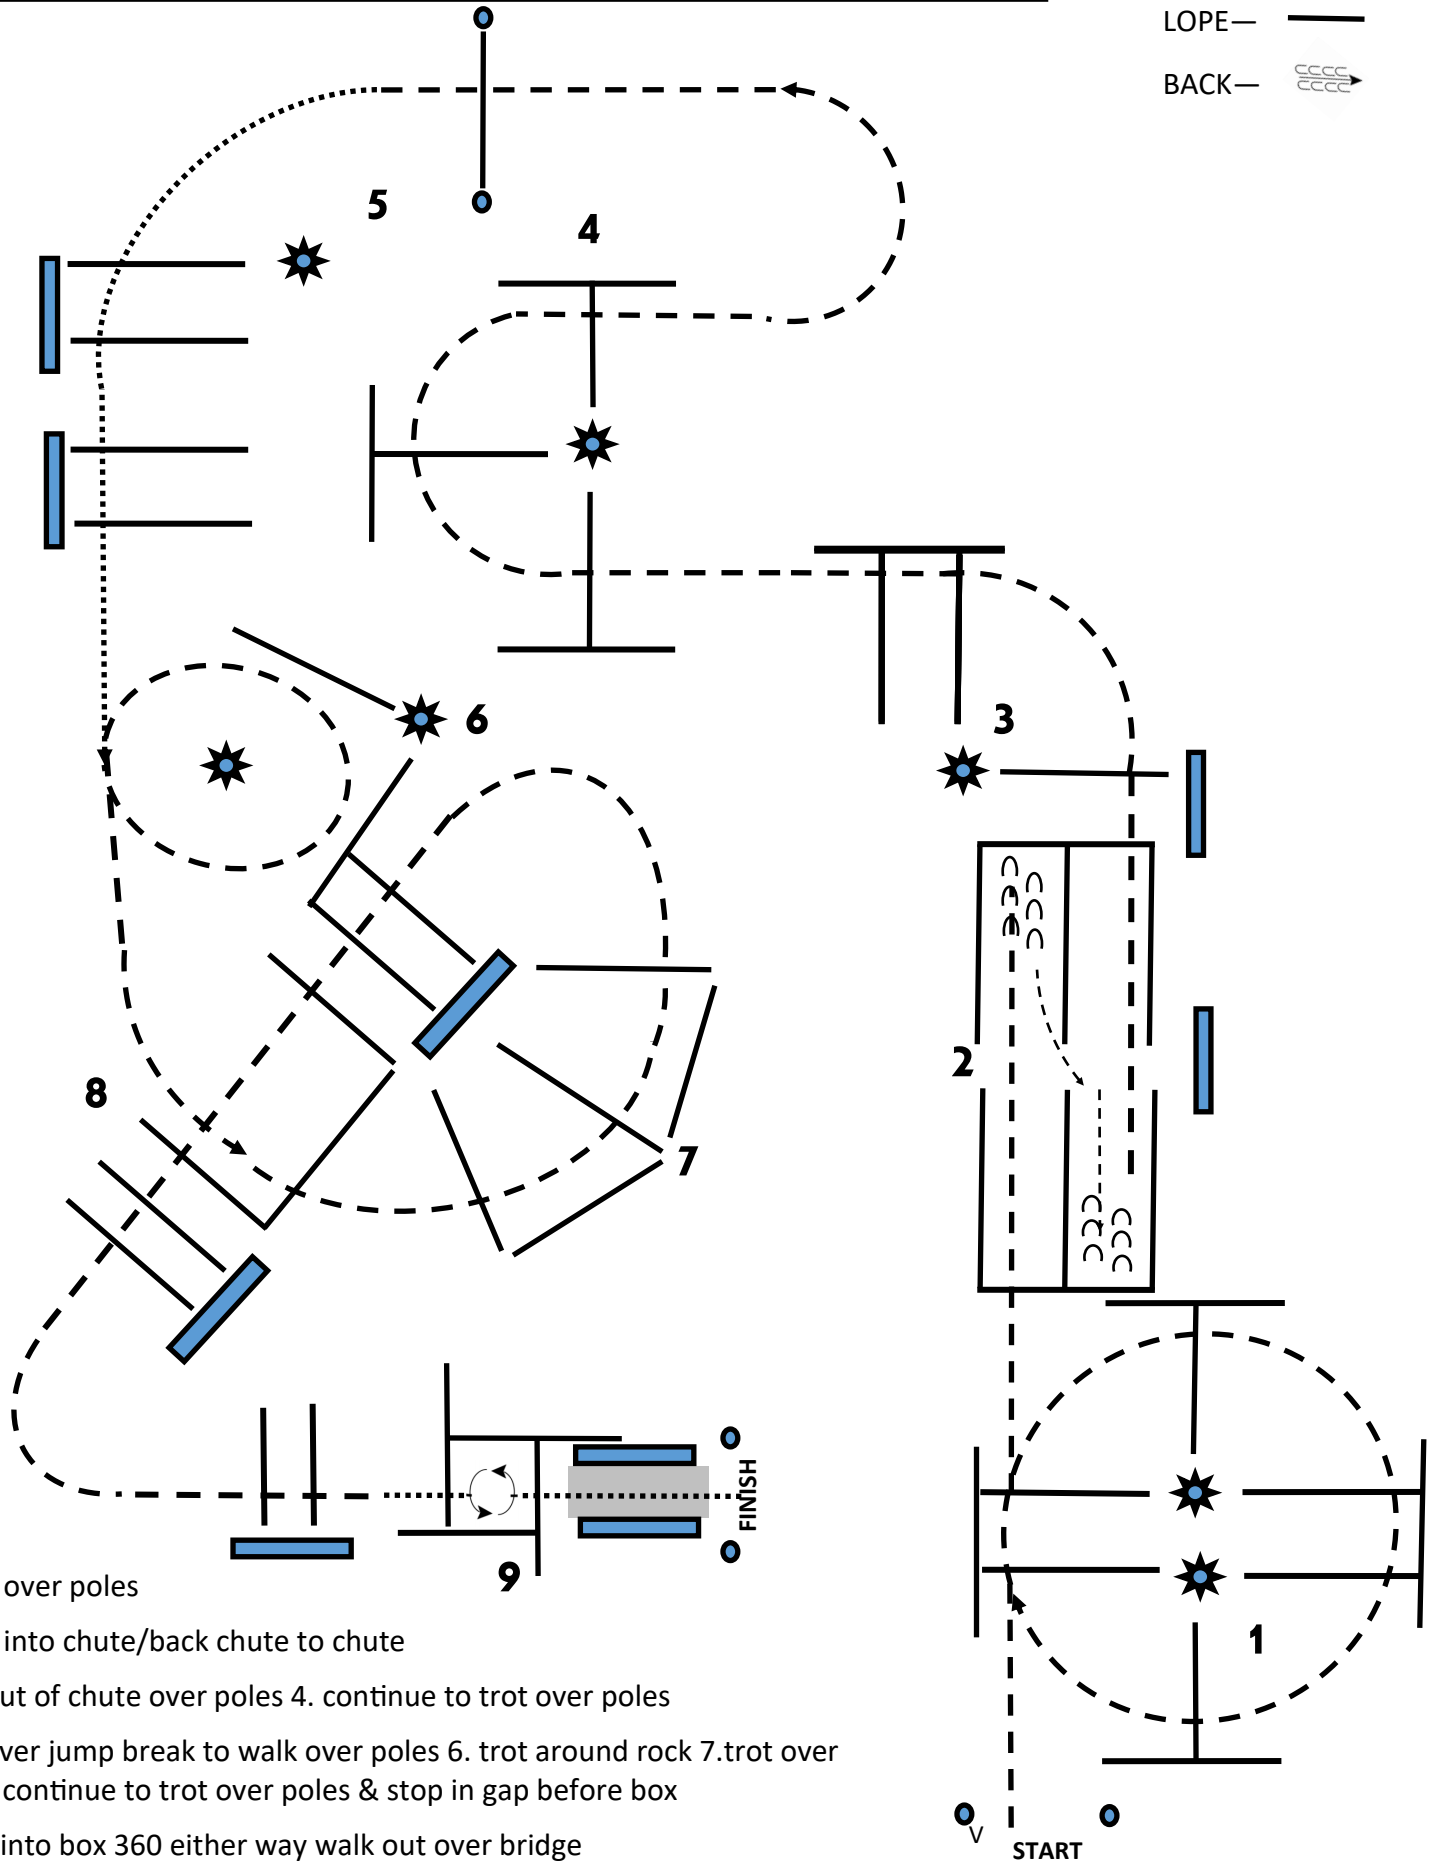 LOPE—
BACK—
5
4
6
3
2
8
7
9
FINISH
1
over poles
into chute/back chute to chute
ut of chute over poles 4. continue to trot over poles
ver jump break to walk over poles 6. trot around rock 7.trot over
continue to trot over poles & stop in gap before box
into box 360 either way walk out over bridge
V
START